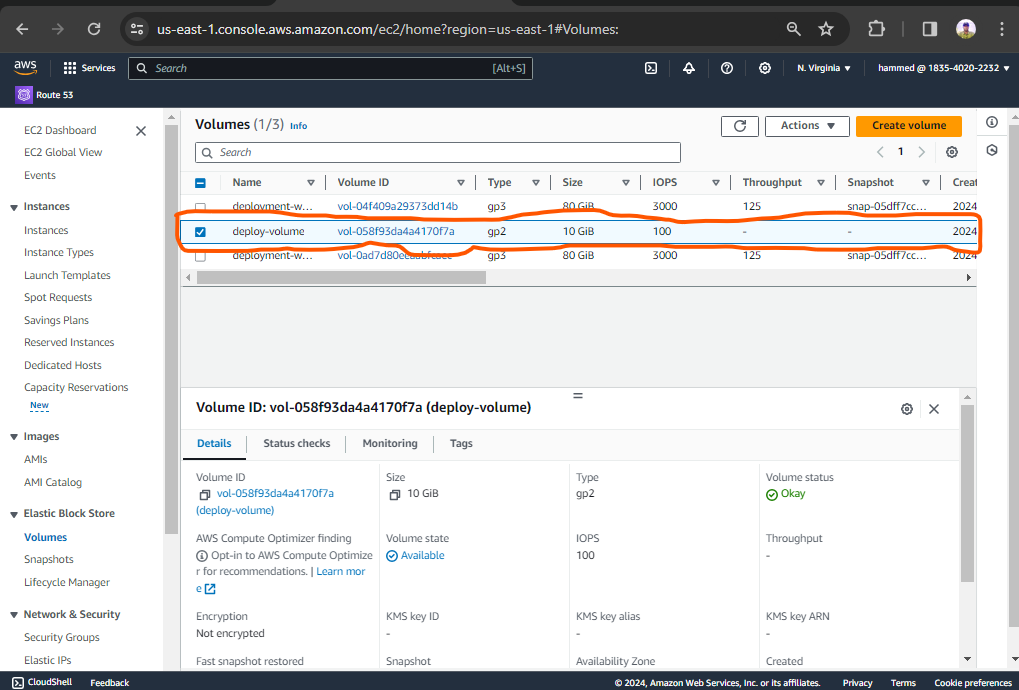 us-east-1.console.aws.amazon.com/ec2/home?region=us-east-1#Volumes:
aws Services Search [Alt+S] N. Virginia ▼ hammed @ 1835-4020-2232 ▼
Route 53
EC2 Dashboard
EC2 Global View
Events
Instances
Instances
Instance Types
Launch Templates
Spot Requests
Savings Plans
Reserved Instances
Dedicated Hosts
Capacity Reservations
New
Images
AMIs
AMI Catalog
Elastic Block Store
Volumes
Snapshots
Lifecycle Manager
Network & Security
Security Groups
Elastic IPs
Volumes (1/3) Info
Actions ▼ Create volume
Search
1
Name Volume ID Type Size IOPS Throughput Snapshot Creat
deployment-w... vol-04f409a29373dd14b gp3 80 GiB 3000 125 snap-05dff7cc... 2024
deploy-volume vol-058f93da4a4170f7a gp2 10 GiB 100 - - 2024
deployment-w... gp3 80 GiB 3000 125 snap-05dff7cc... 2024
Volume ID: vol-058f93da4a4170f7a (deploy-volume)
Details Status checks Monitoring Tags
Volume ID Size Type Volume status
vol-058f93da4a4170f7a 10 GiB gp2 Okay
(deploy-volume)
AWS Compute Optimizer finding Volume state IOPS Throughput
Opt-in to AWS Compute Optimize Available 100 -
r for recommendations. | Learn mor
e
Encryption KMS key ID KMS key alias KMS key ARN
Not encrypted - - -
Fast snapshot restored Snapshot Availability Zone Created
CloudShell Feedback © 2024, Amazon Web Services, Inc. or its affiliates. Privacy Terms Cookie preferences